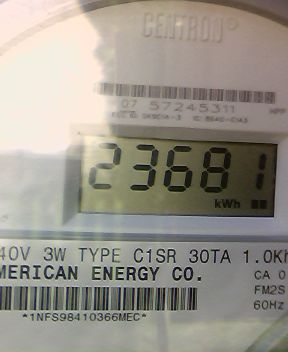 CENTRON
07 57245311
23681
kWh
40V 3W TYPE C1SR 30TA 1.0Kh
MERICAN ENERGY CO.
CA 0
FM2S
60Hz
*1NFS98410366MEC*